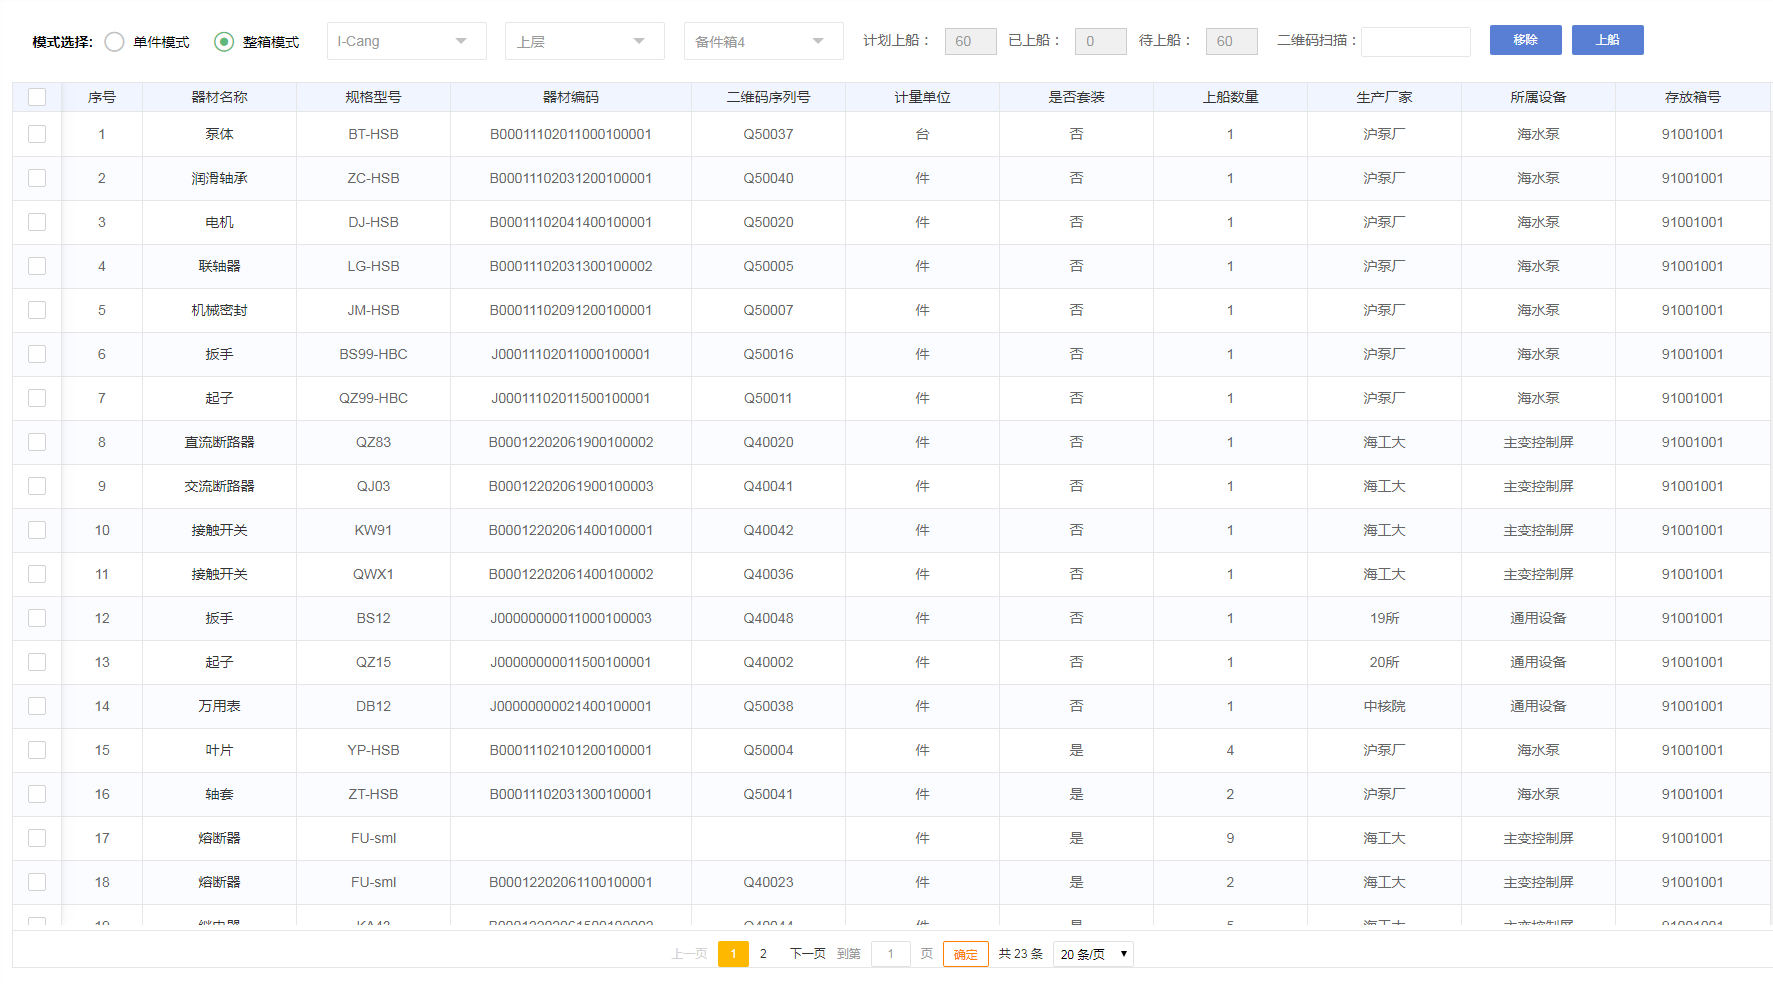 模式选择: 单件模式 整箱模式 I-Cang 上层 备件箱4 计划上船： 60 已上船： 0 待上船： 60 二维码扫描： 移除 上船
序号 器材名称 规格型号 器材编码 二维码序列号 计量单位 是否套装 上船数量 生产厂家 所属设备 存放箱号
1 泵体 BT-HSB B00011102011000100001 Q50037 台 否 1 沪泵厂 海水泵 91001001
2 润滑轴承 ZC-HSB B00011102031200100001 Q50040 件 否 1 沪泵厂 海水泵 91001001
3 电机 DJ-HSB B00011102041400100001 Q50020 件 否 1 沪泵厂 海水泵 91001001
4 联轴器 LG-HSB B00011102031300100002 Q50005 件 否 1 沪泵厂 海水泵 91001001
5 机械密封 JM-HSB B00011102091200100001 Q50007 件 否 1 沪泵厂 海水泵 91001001
6 扳手 BS99-HBC J00011102011000100001 Q50016 件 否 1 沪泵厂 海水泵 91001001
7 起子 QZ99-HBC J00011102011500100001 Q50011 件 否 1 沪泵厂 海水泵 91001001
8 直流断路器 QZ83 B00012202061900100002 Q40020 件 否 1 海工大 主变控制屏 91001001
9 交流断路器 QJ03 B00012202061900100003 Q40041 件 否 1 海工大 主变控制屏 91001001
10 接触开关 KW91 B00012202061400100001 Q40042 件 否 1 海工大 主变控制屏 91001001
11 接触开关 QWX1 B00012202061400100002 Q40036 件 否 1 海工大 主变控制屏 91001001
12 扳手 BS12 J00000000011000100003 Q40048 件 否 1 19所 通用设备 91001001
13 起子 QZ15 J00000000011500100001 Q40002 件 否 1 20所 通用设备 91001001
14 万用表 DB12 J00000000021400100001 Q50038 件 否 1 中核院 通用设备 91001001
15 叶片 YP-HSB B00011102101200100001 Q50004 件 是 4 沪泵厂 海水泵 91001001
16 轴套 ZT-HSB B00011102031300100001 Q50041 件 是 2 沪泵厂 海水泵 91001001
17 熔断器 FU-sml 件 是 9 海工大 主变控制屏 91001001
18 熔断器 FU-sml B00012202061100100001 Q40023 件 是 2 海工大 主变控制屏 91001001
上一页 1 2 下一页 到第 1 页 确定 共 23 条 20 条/页